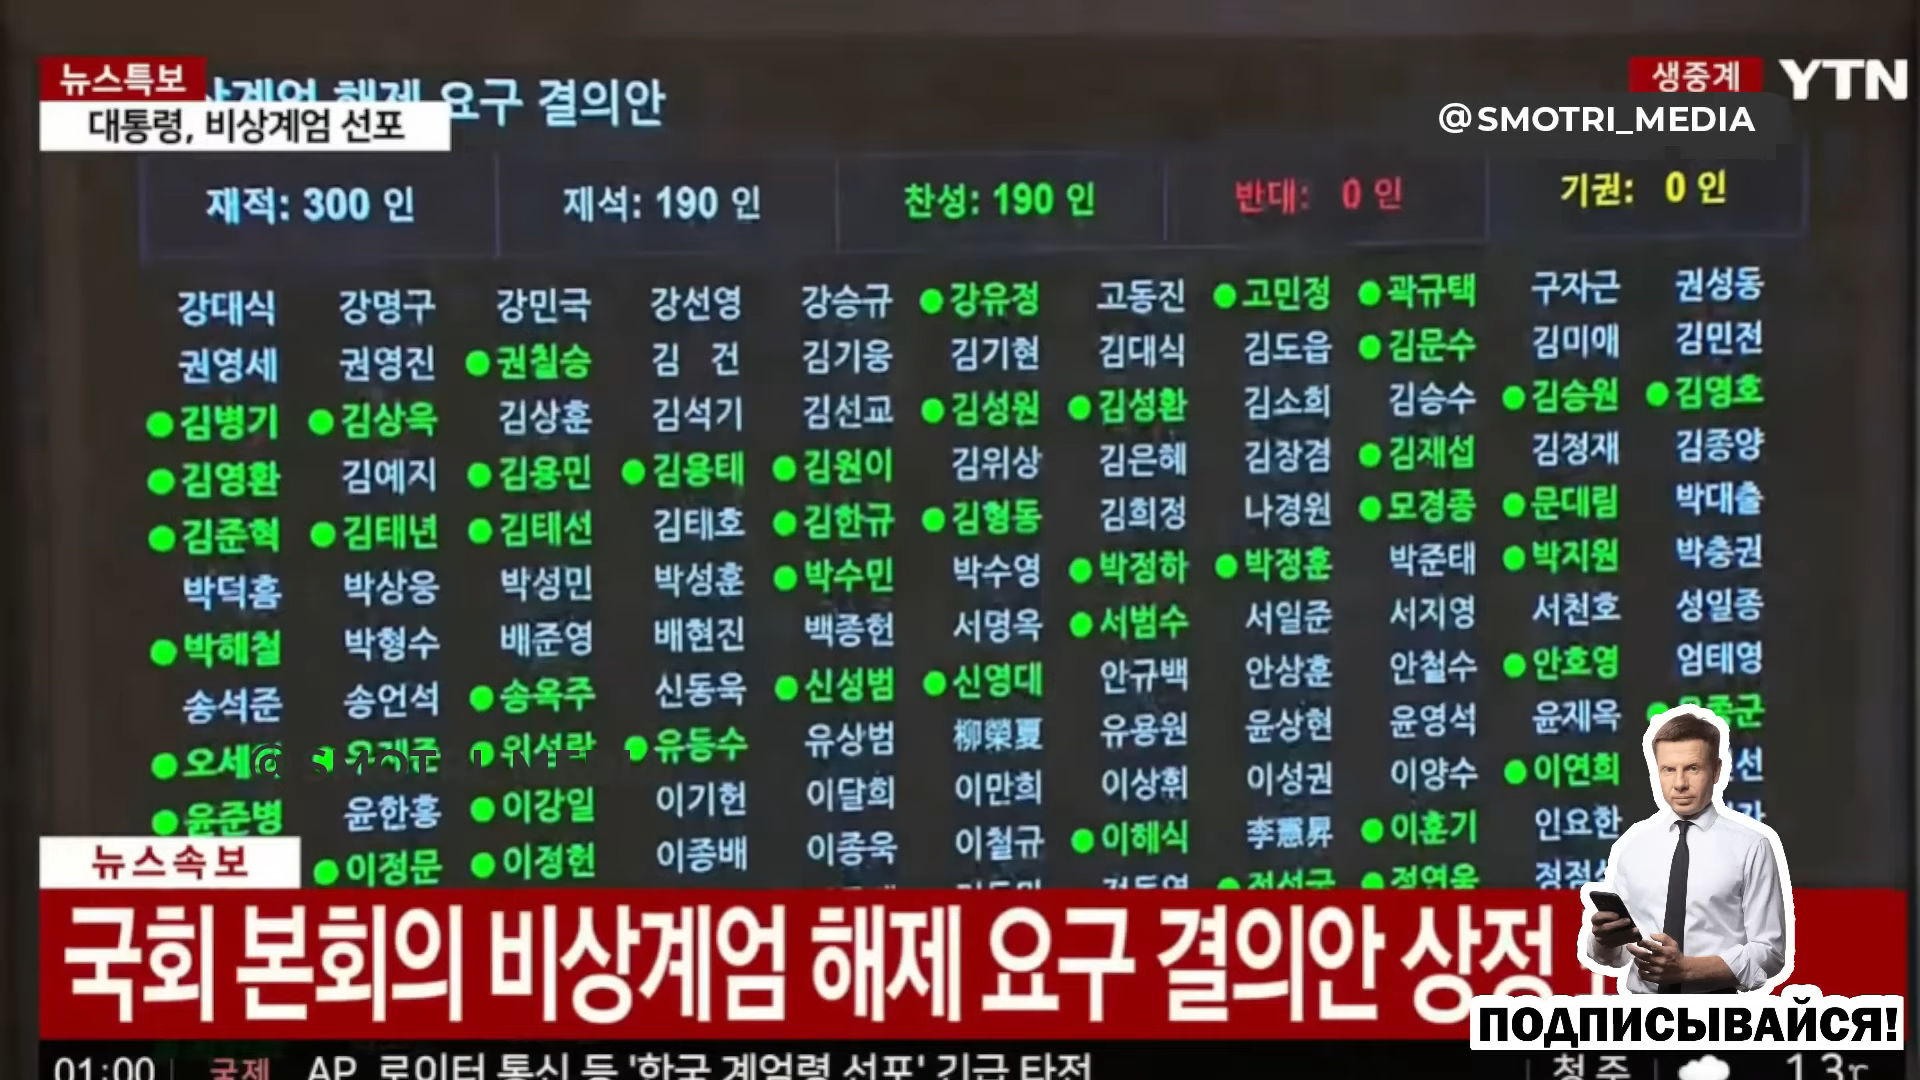 뉴스특보
생중계 YTN
요구 결의안
대통령, 비상계엄 선포
@SMOTRI_MEDIA
재적: 300 인 재석: 190 인 찬성: 190 인 반대: 0 인 기권: 0 인
강대식 강명구 강민국 강선영 강승규 강유정 고동진 고민정 곽규택 구자근 권성동
권영세 권영진 권칠승 김 건 김기웅 김기현 김대식 김도읍 김문수 김미애 김민전
김병기 김상욱 김상훈 김석기 김선교 김성원 김성환 김소희 김승수 김승원 김영호
김영환 김예지 김용민 김용태 김원이 김위상 김은혜 김장겸 김재섭 김정재 김종양
김준혁 김태년 김태선 김태호 김한규 김형동 김희정 나경원 모경종 문대림 박대출
박덕흠 박상웅 박성민 박성훈 박수민 박수영 박정하 박정훈 박준태 박지원 박충권
박해철 박형수 배준영 배현진 백종헌 서명옥 서범수 서일준 서지영 서천호 성일종
송석준 송언석 송옥주 신동욱 신성범 신영대 안규백 안상훈 안철수 안호영 엄태영
유동수 유상범 柳榮夏 유용원 윤상현 윤영석 윤재옥
윤준병 윤한홍 이강일 이기헌 이달희 이만희 이상휘 이성권 이양수 이연희
이정문 이정헌 이종배 이종욱 이철규 이해식 李憲昇 이훈기 인요한
뉴스속보
국회 본회의 비상계엄 해제 요구 결의안 상정
ПОДПИСЫВАЙСЯ!
01:00 국제 AP, 로이터 통신 등 '한국 계엄령 선포' 긴급 타전 청주